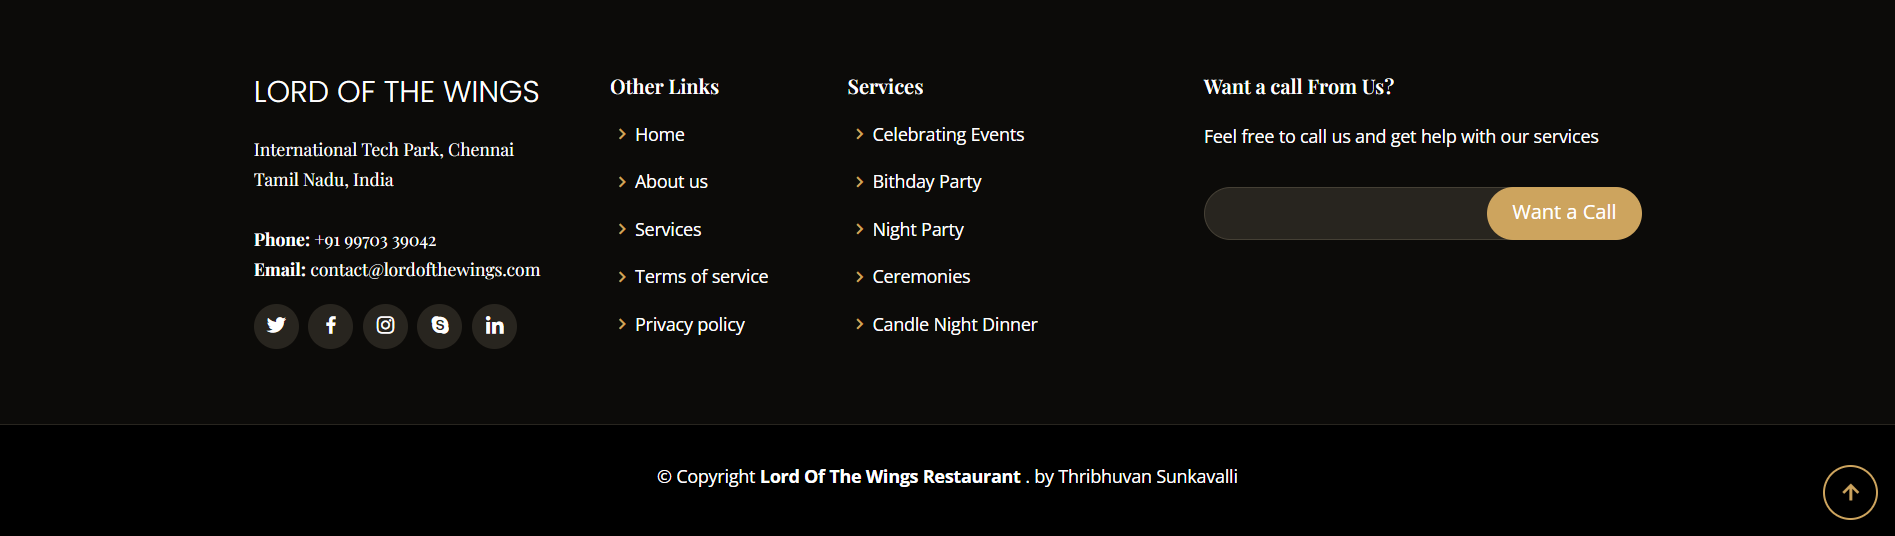 LORD OF THE WINGS
International Tech Park, Chennai
Tamil Nadu, India
Phone: +91 99703 39042
Email: contact@lordofthewings.com
Other Links
Home
About us
Services
Terms of service
Privacy policy
Services
Celebrating Events
Bithday Party
Night Party
Ceremonies
Candle Night Dinner
Want a call From Us?
Feel free to call us and get help with our services
Want a Call
© Copyright Lord Of The Wings Restaurant . by Thribhuvan Sunkavalli